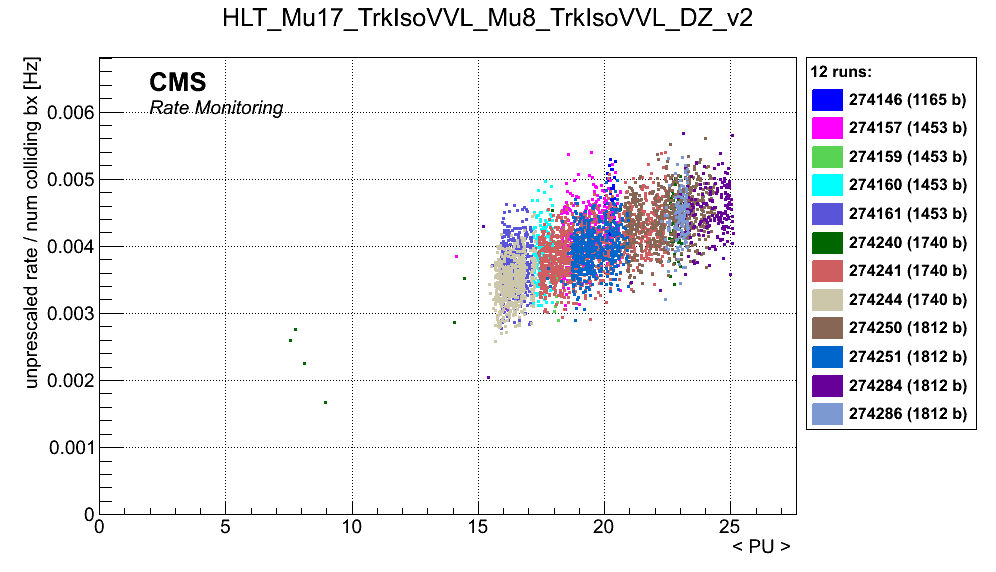 HLT_Mu17_TrkIsoVVL_Mu8_TrkIsoVVL_DZ_v2
unprescaled rate / num colliding bx [Hz]
CMS
Rate Monitoring
0.006
0.005
0.004
0.003
0.002
0.001
0
0 5 10 15 20 25
< PU >
12 runs:
274146 (1165 b)
274157 (1453 b)
274159 (1453 b)
274160 (1453 b)
274161 (1453 b)
274240 (1740 b)
274241 (1740 b)
274244 (1740 b)
274250 (1812 b)
274251 (1812 b)
274284 (1812 b)
274286 (1812 b)